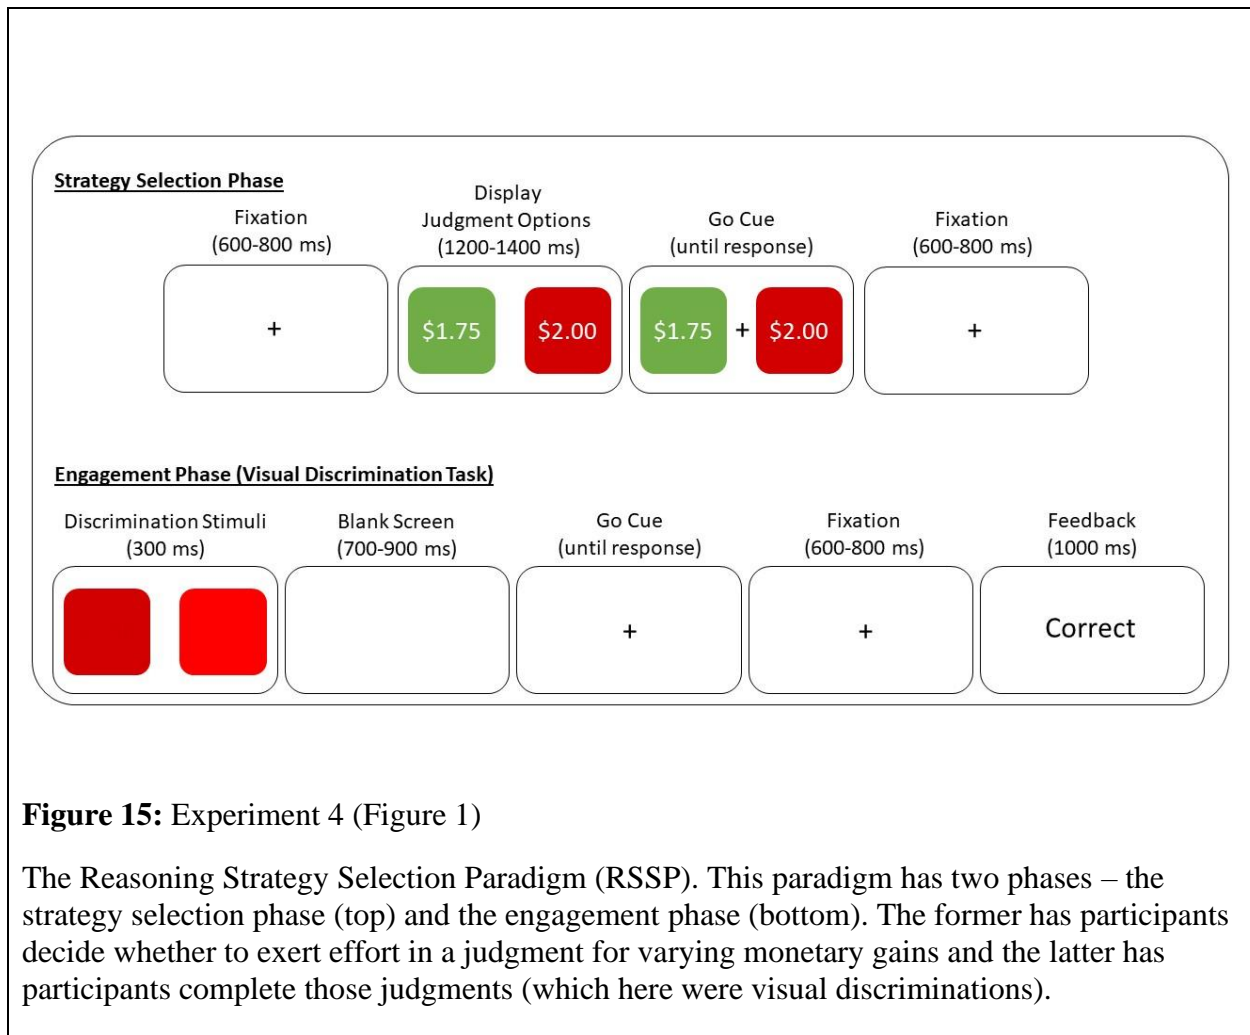 Strategy Selection Phase
Fixation
(600-800 ms)
Display
Judgment Options
(1200-1400 ms)
Go Cue
(until response)
Fixation
(600-800 ms)
+
$1.75
$2.00
$1.75 + $2.00
+
Engagement Phase (Visual Discrimination Task)
Discrimination Stimuli
(300 ms)
Blank Screen
(700-900 ms)
Go Cue
(until response)
Fixation
(600-800 ms)
Feedback
(1000 ms)
+
+
Correct
Figure 15: Experiment 4 (Figure 1)
The Reasoning Strategy Selection Paradigm (RSSP). This paradigm has two phases – the
strategy selection phase (top) and the engagement phase (bottom). The former has participants
decide whether to exert effort in a judgment for varying monetary gains and the latter has
participants complete those judgments (which here were visual discriminations).